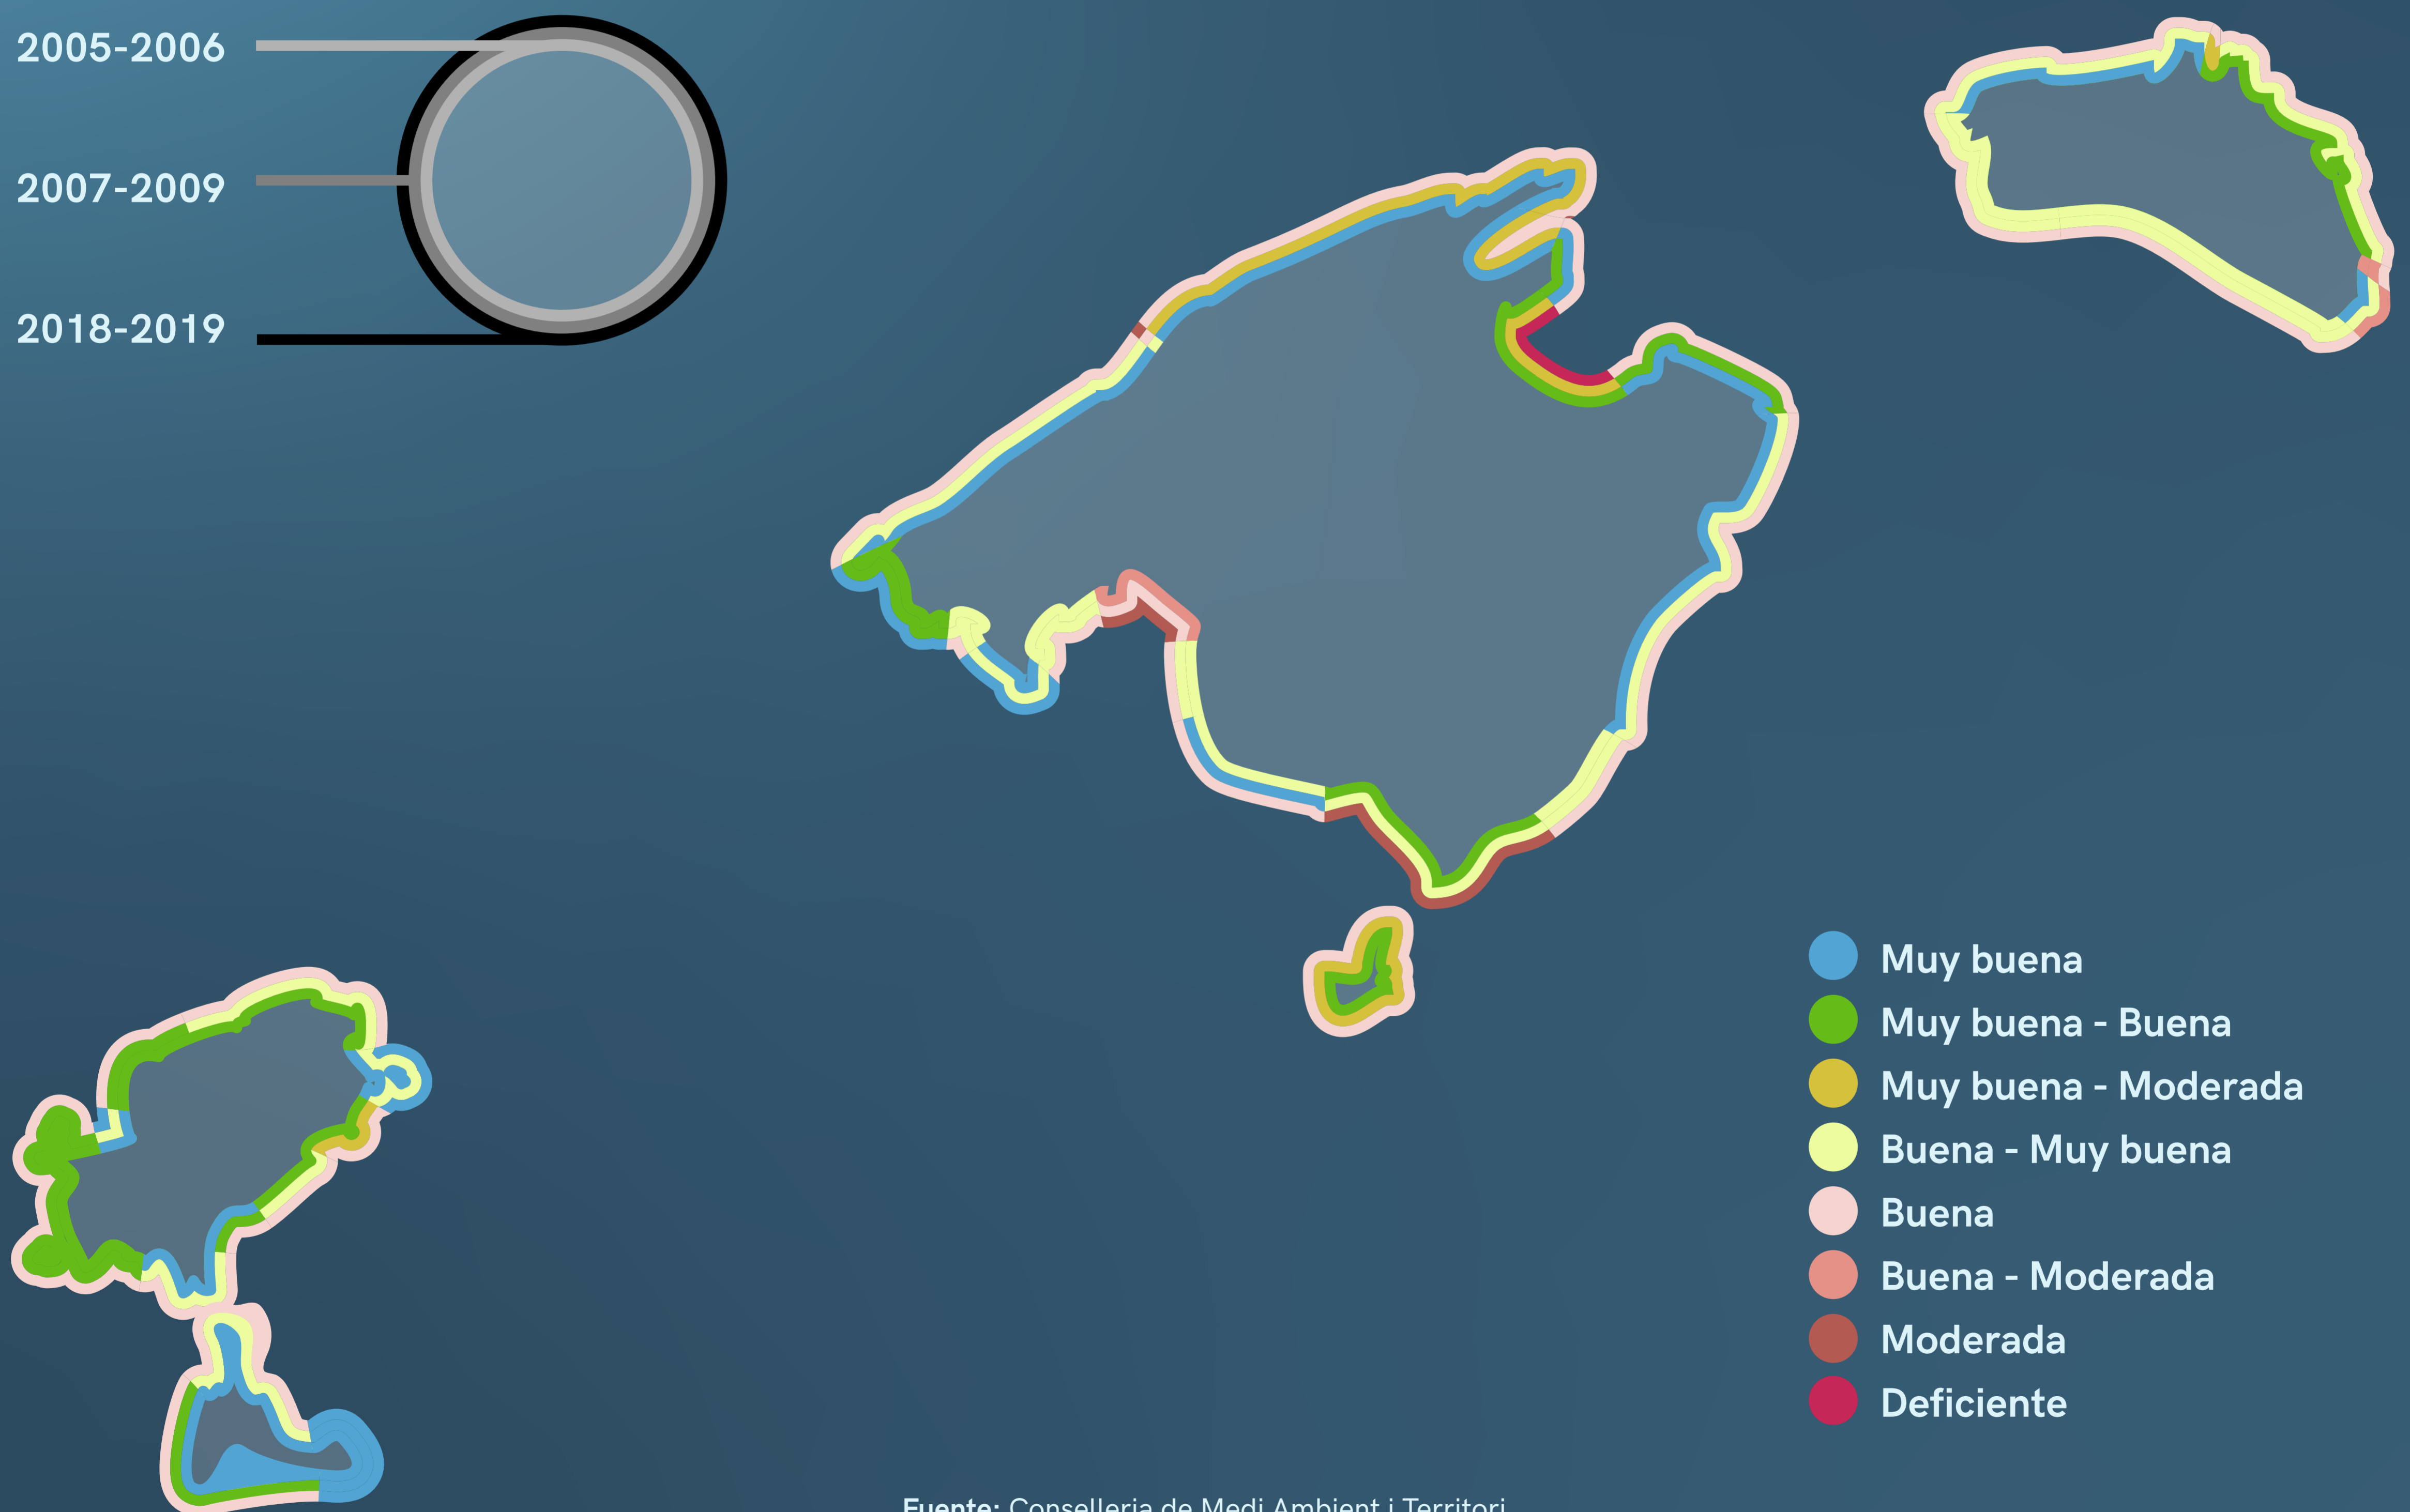 2005-2006
2007-2009
2018-2019
Muy buena
Muy buena - Buena
Muy buena - Moderada
Buena - Muy buena
Buena
Buena - Moderada
Moderada
Deficiente
Fuente: Conselleria de Medi Ambient i Territori